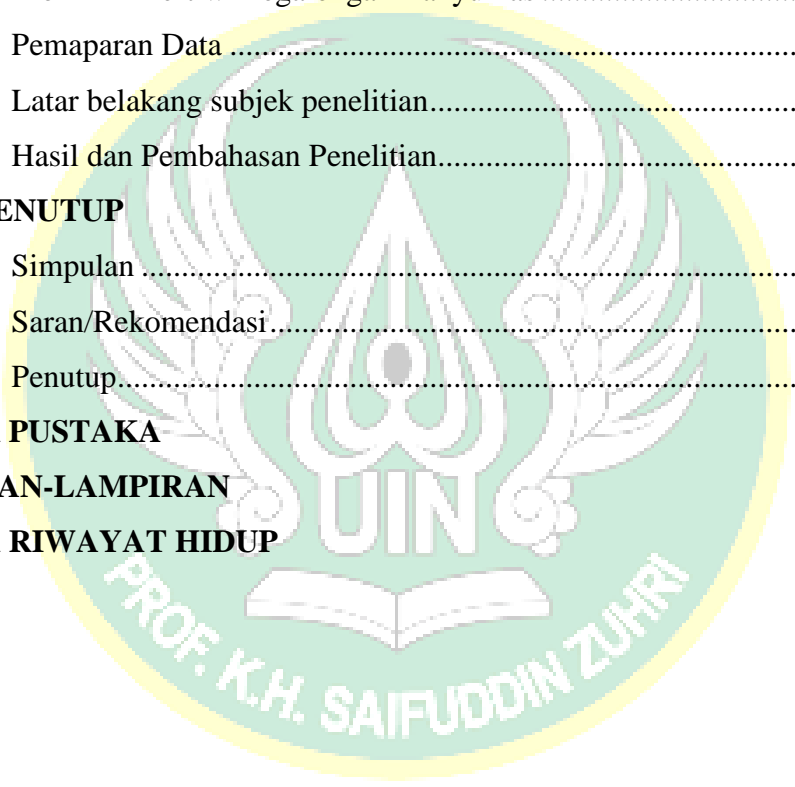 Pemaparan Data ..........................................................................
Latar belakang subjek penelitian.................................................
Hasil dan Pembahasan Penelitian................................................
ENUTUP
Simpulan .....................................................................................
Saran/Rekomendasi.....................................................................
Penutup.......................................................................................
PUSTAKA
AN-LAMPIRAN
RIWAYAT HIDUP
UIN
PROF. K.H. SAIFUDDIN ZUHRI